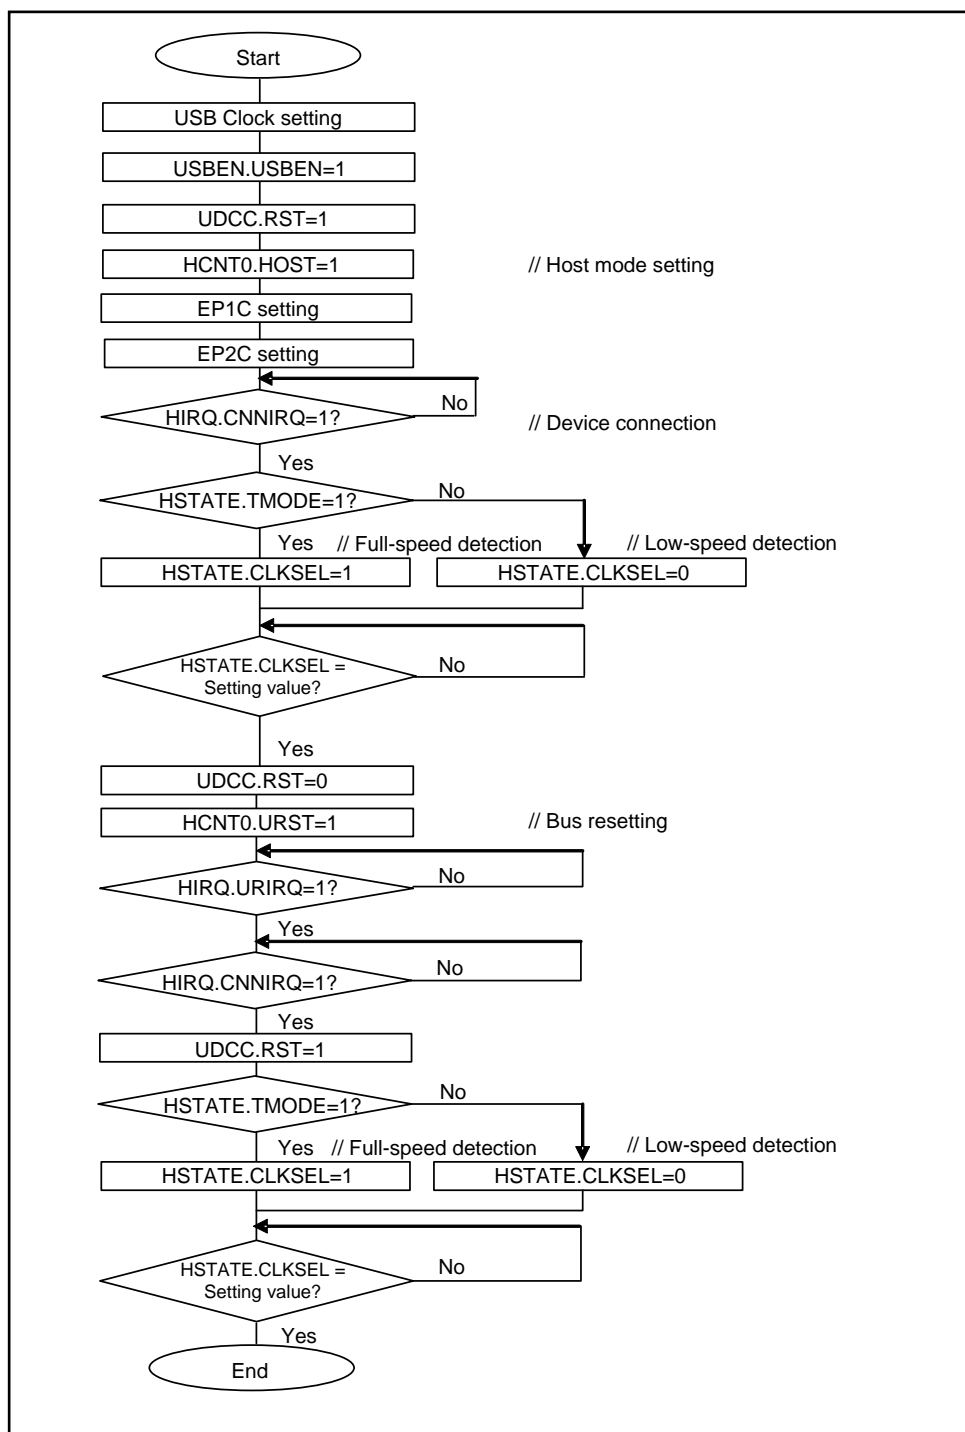 Start
USB Clock setting
USBEN.USBEN=1
UDCC.RST=1
HCNT0.HOST=1 // Host mode setting
EP1C setting
EP2C setting
No
HIRQ.CNNIRQ=1?
// Device connection
Yes
No
HSTATE.TMODE=1?
Yes // Full-speed detection // Low-speed detection
HSTATE.CLKSEL=1 HSTATE.CLKSEL=0
HSTATE.CLKSEL = No
Setting value?
Yes
UDCC.RST=0
HCNT0.URST=1 // Bus resetting
No
HIRQ.URIRQ=1?
Yes
No
HIRQ.CNNIRQ=1?
Yes
UDCC.RST=1
No
HSTATE.TMODE=1?
Yes // Full-speed detection // Low-speed detection
HSTATE.CLKSEL=1 HSTATE.CLKSEL=0
HSTATE.CLKSEL = No
Setting value?
Yes
End